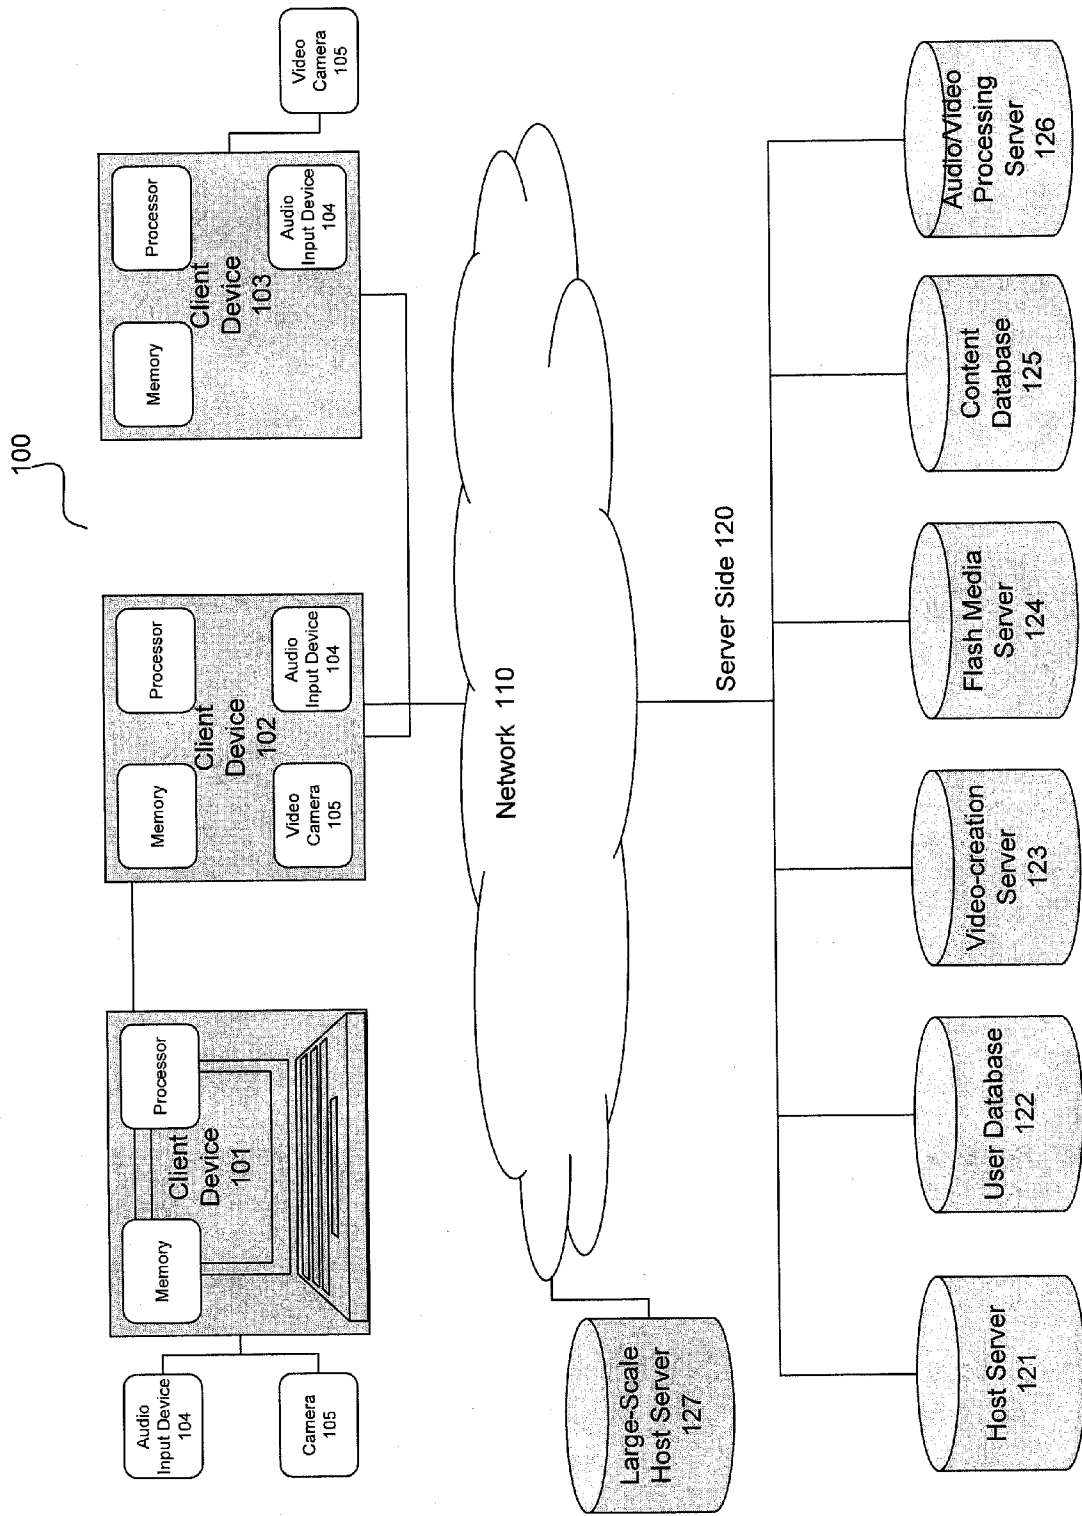 100
Audio
Input Device
104
Camera
105
Memory
Processor
Client
Device
101
Memory
Processor
Client
Device
102
Video
Camera
105
Audio
Input Device
104
Memory
Processor
Client
Device
103
Audio
Input Device
104
Video
Camera
105
Network 110
Large-Scale
Host Server
127
Server Side 120
Host Server
121
User Database
122
Video-creation
Server
123
Flash Media
Server
124
Content
Database
125
Audio/Video
Processing
Server
126